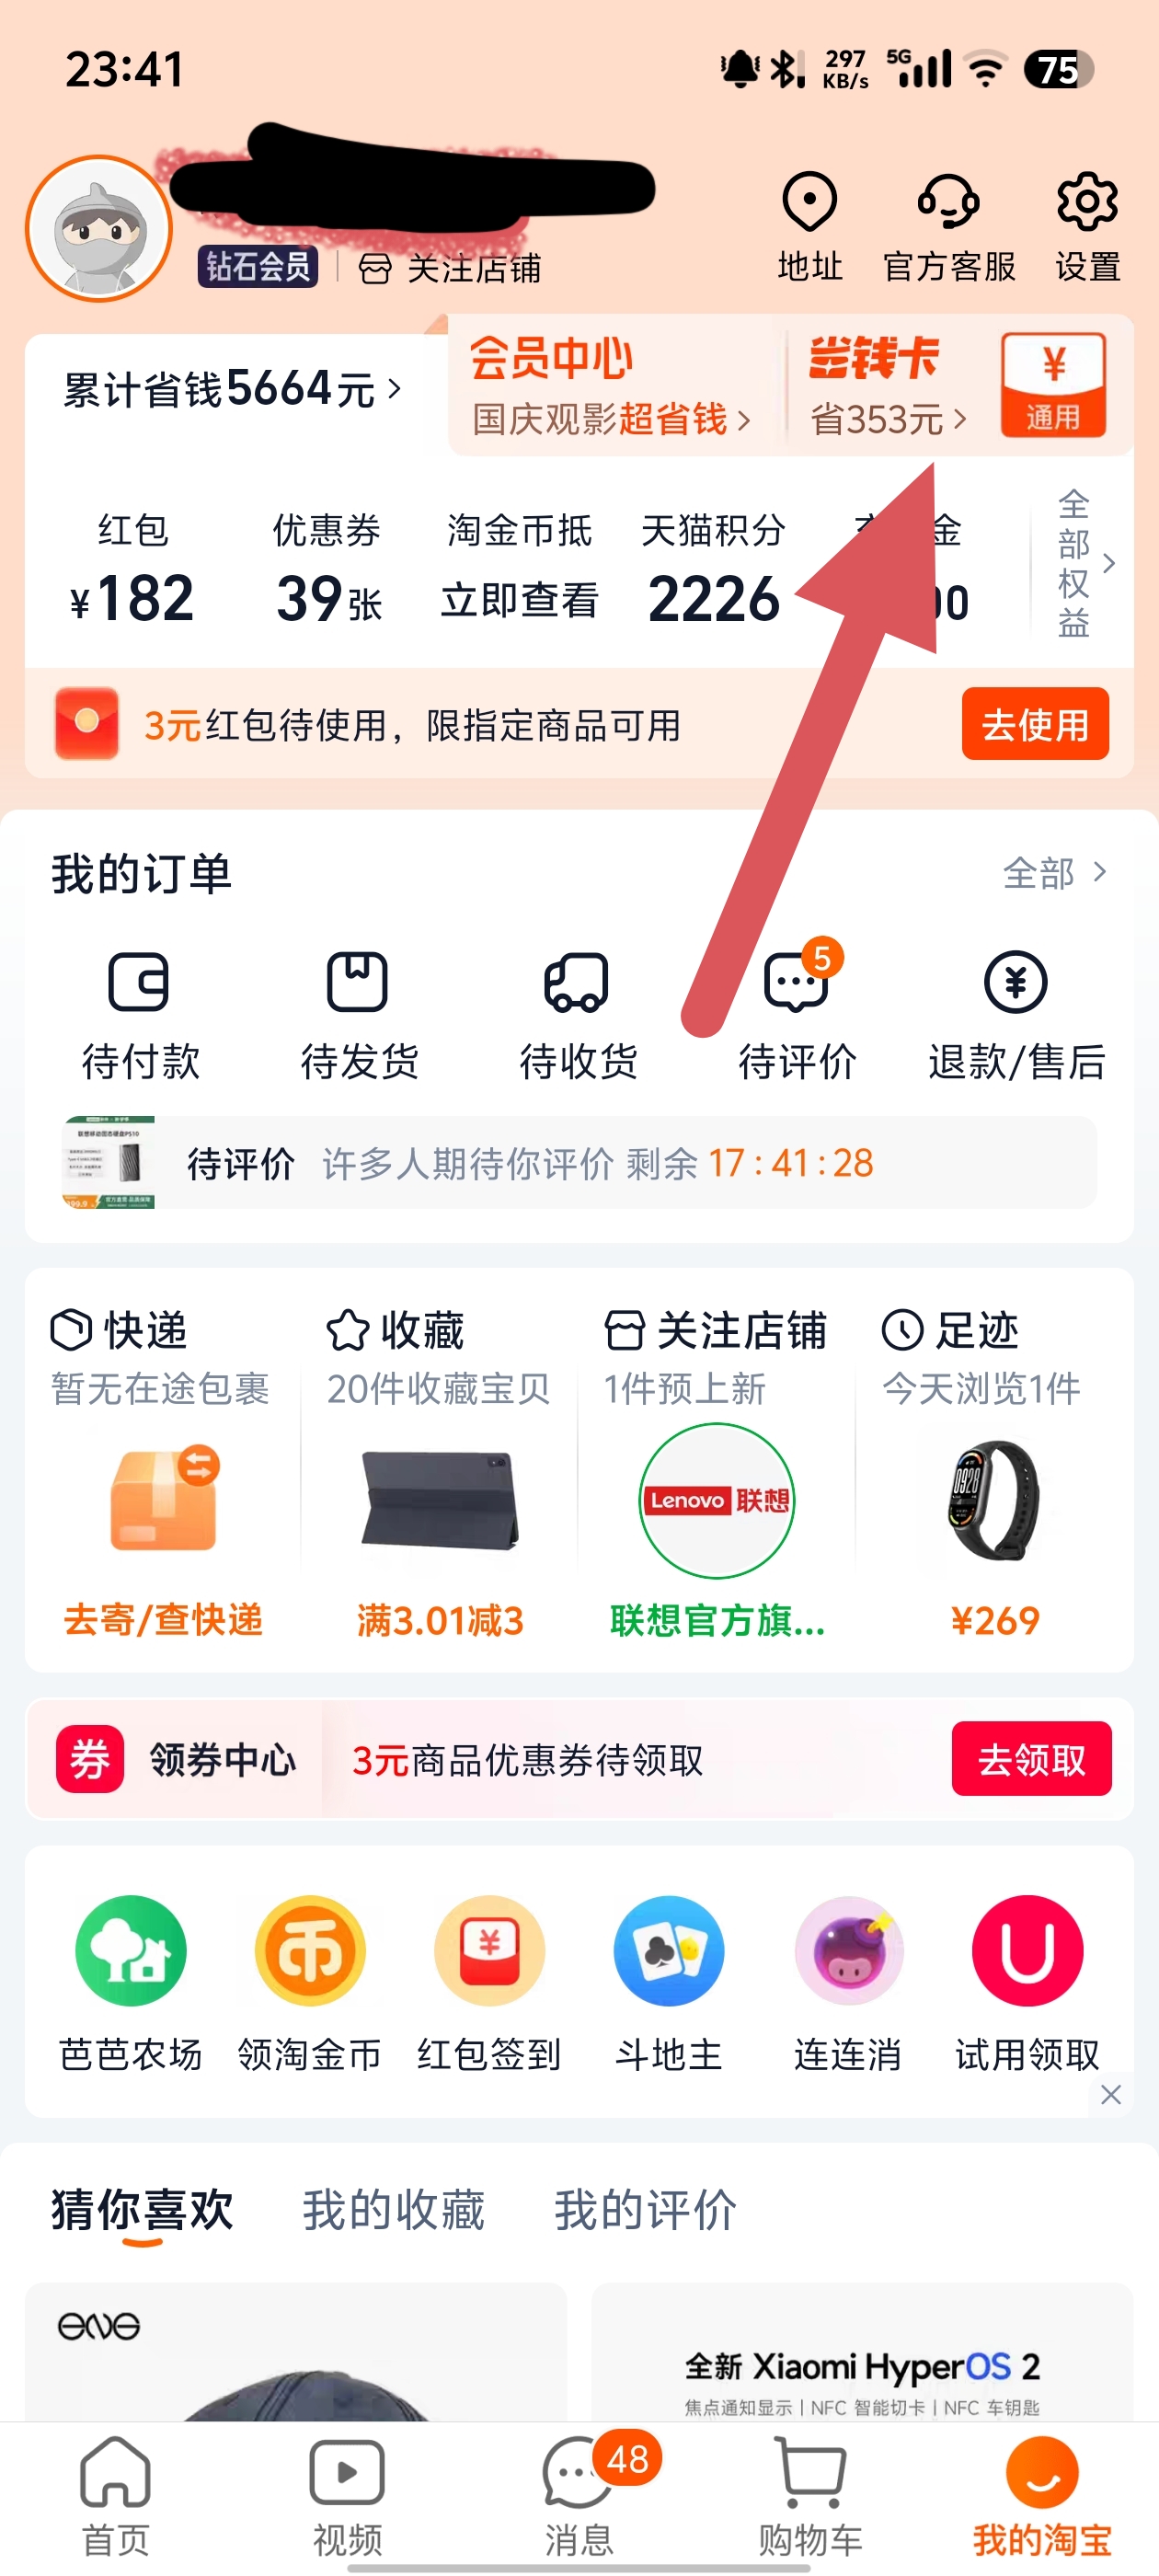 23:41
297
KB/s
5G
75
钻石会员
关注店铺
地址
官方客服
设置
累计省钱5664元
会员中心
国庆观影超省钱
省钱卡
省353元
¥
通用
红包
优惠券
淘金币抵
天猫积分
金
全部权益
¥182
39张
立即查看
2226
3元红包待使用，限指定商品可用
去使用
我的订单
全部
5
待付款
待发货
待收货
待评价
退款/售后
待评价 许多人期待你评价 剩余 17:41:28
快递
收藏
关注店铺
足迹
暂无在途包裹
20件收藏宝贝
1件预上新
今天浏览1件
Lenovo 联想
去寄/查快递
满3.01减3
联想官方旗...
¥269
券
领券中心
3元商品优惠券待领取
去领取
币
¥
U
芭芭农场
领淘金币
红包签到
斗地主
连连消
试用领取
猜你喜欢
我的收藏
我的评价
全新 Xiaomi HyperOS 2
焦点通知显示 | NFC 智能切卡 | NFC 车钥匙
48
首页
视频
消息
购物车
我的淘宝